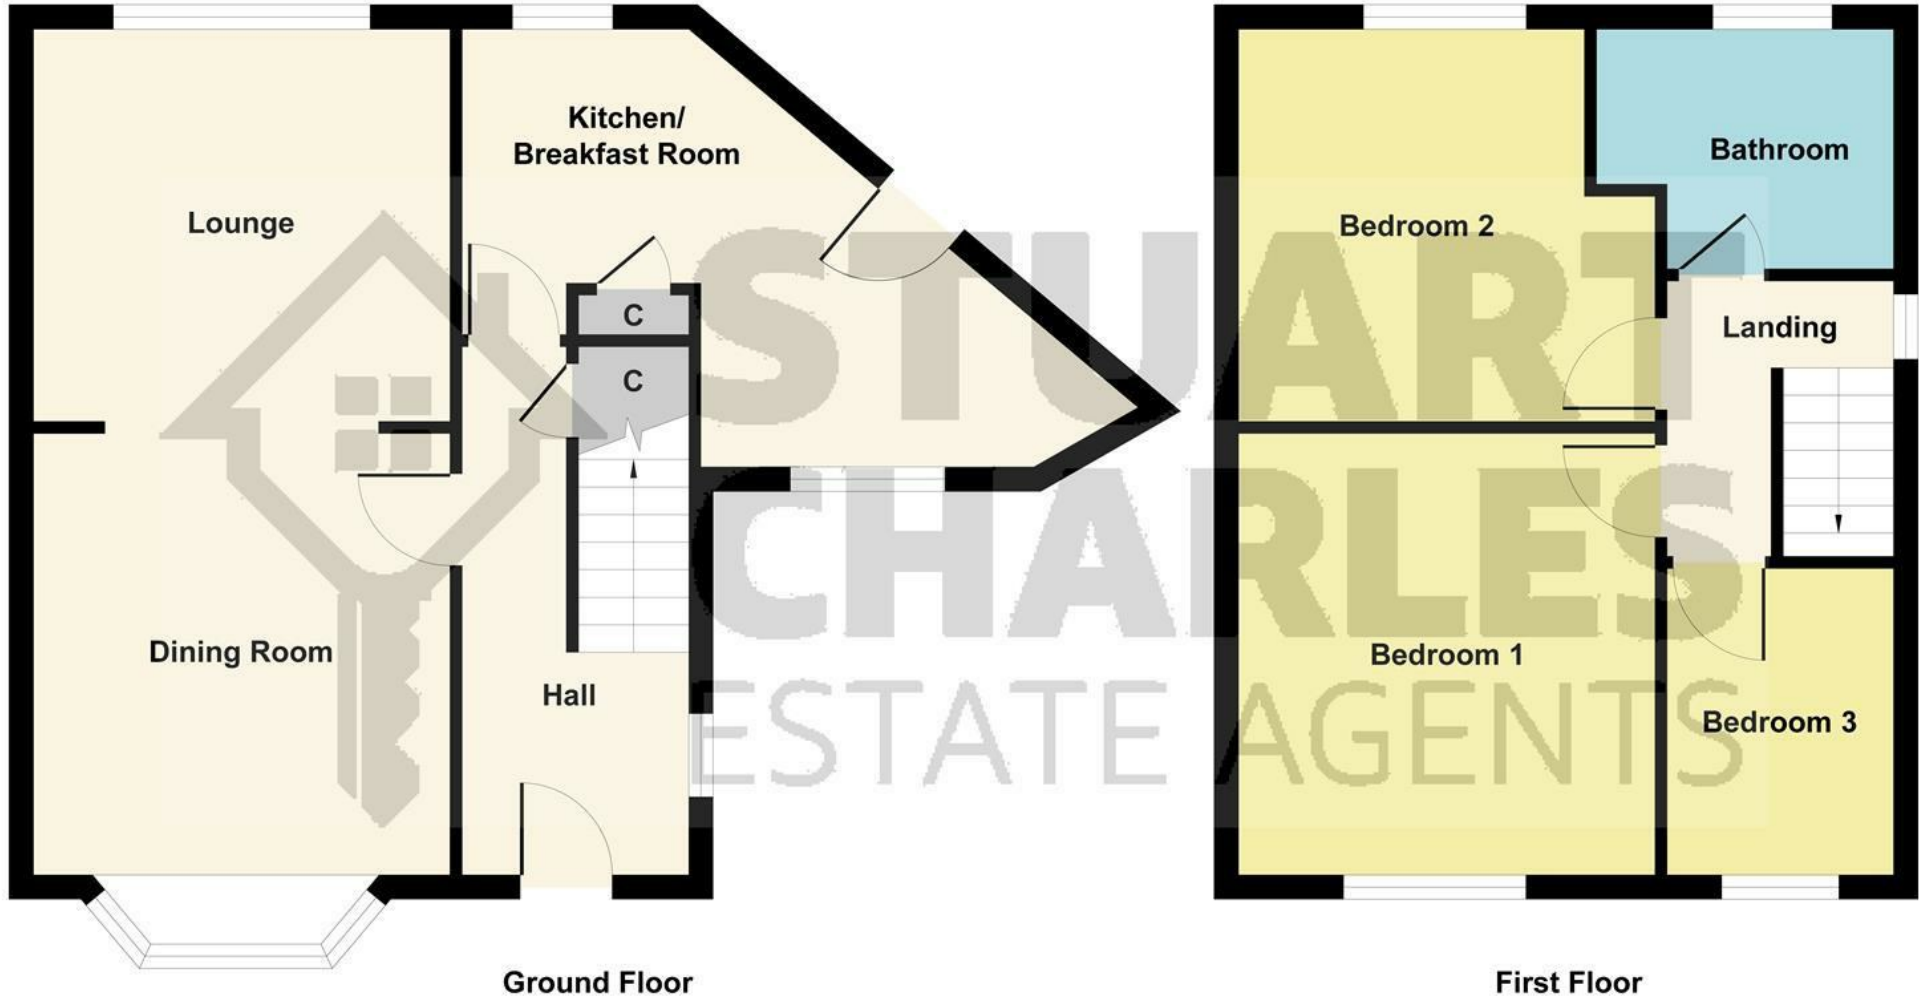 Lounge
Kitchen/
Breakfast Room
C
C
Dining Room
Hall
Ground Floor
Bedroom 2
Bathroom
Landing
Bedroom 1
Bedroom 3
First Floor
STUART
CHARLES
ESTATE AGENTS